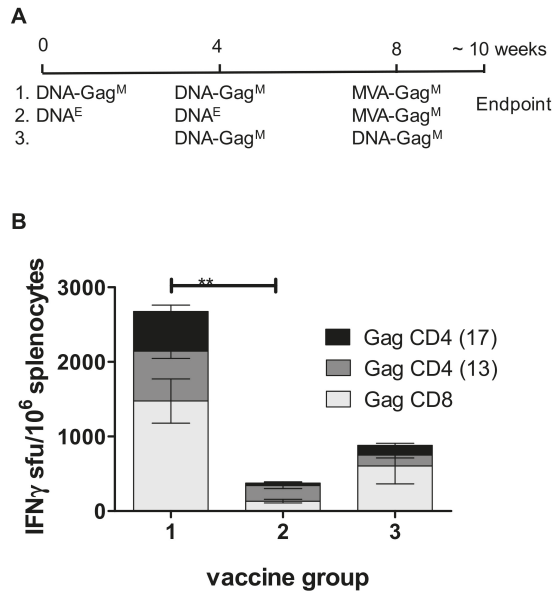 A
0 4 8 ~ 10 weeks
1. DNA-Gagᴹ DNA-Gagᴹ MVA-Gagᴹ
Endpoint
2. DNAᴱ DNAᴱ MVA-Gagᴹ
3. DNA-Gagᴹ DNA-Gagᴹ
B
IFNγ sfu/10⁶ splenocytes
3000
2000
1000
0
**
Gag CD4 (17)
Gag CD4 (13)
Gag CD8
1 2 3
vaccine group